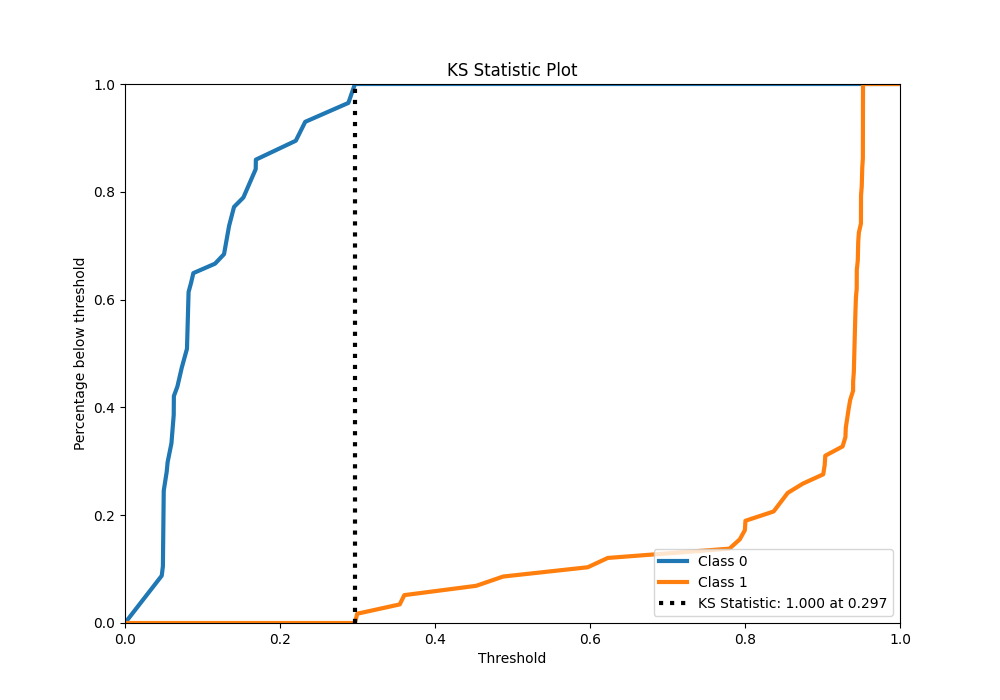 KS Statistic Plot
Percentage below threshold
1.0
0.8
0.6
0.4
0.2
0.0
0.0 0.2 0.4 0.6 0.8 1.0
Threshold
Class 0
Class 1
KS Statistic: 1.000 at 0.297